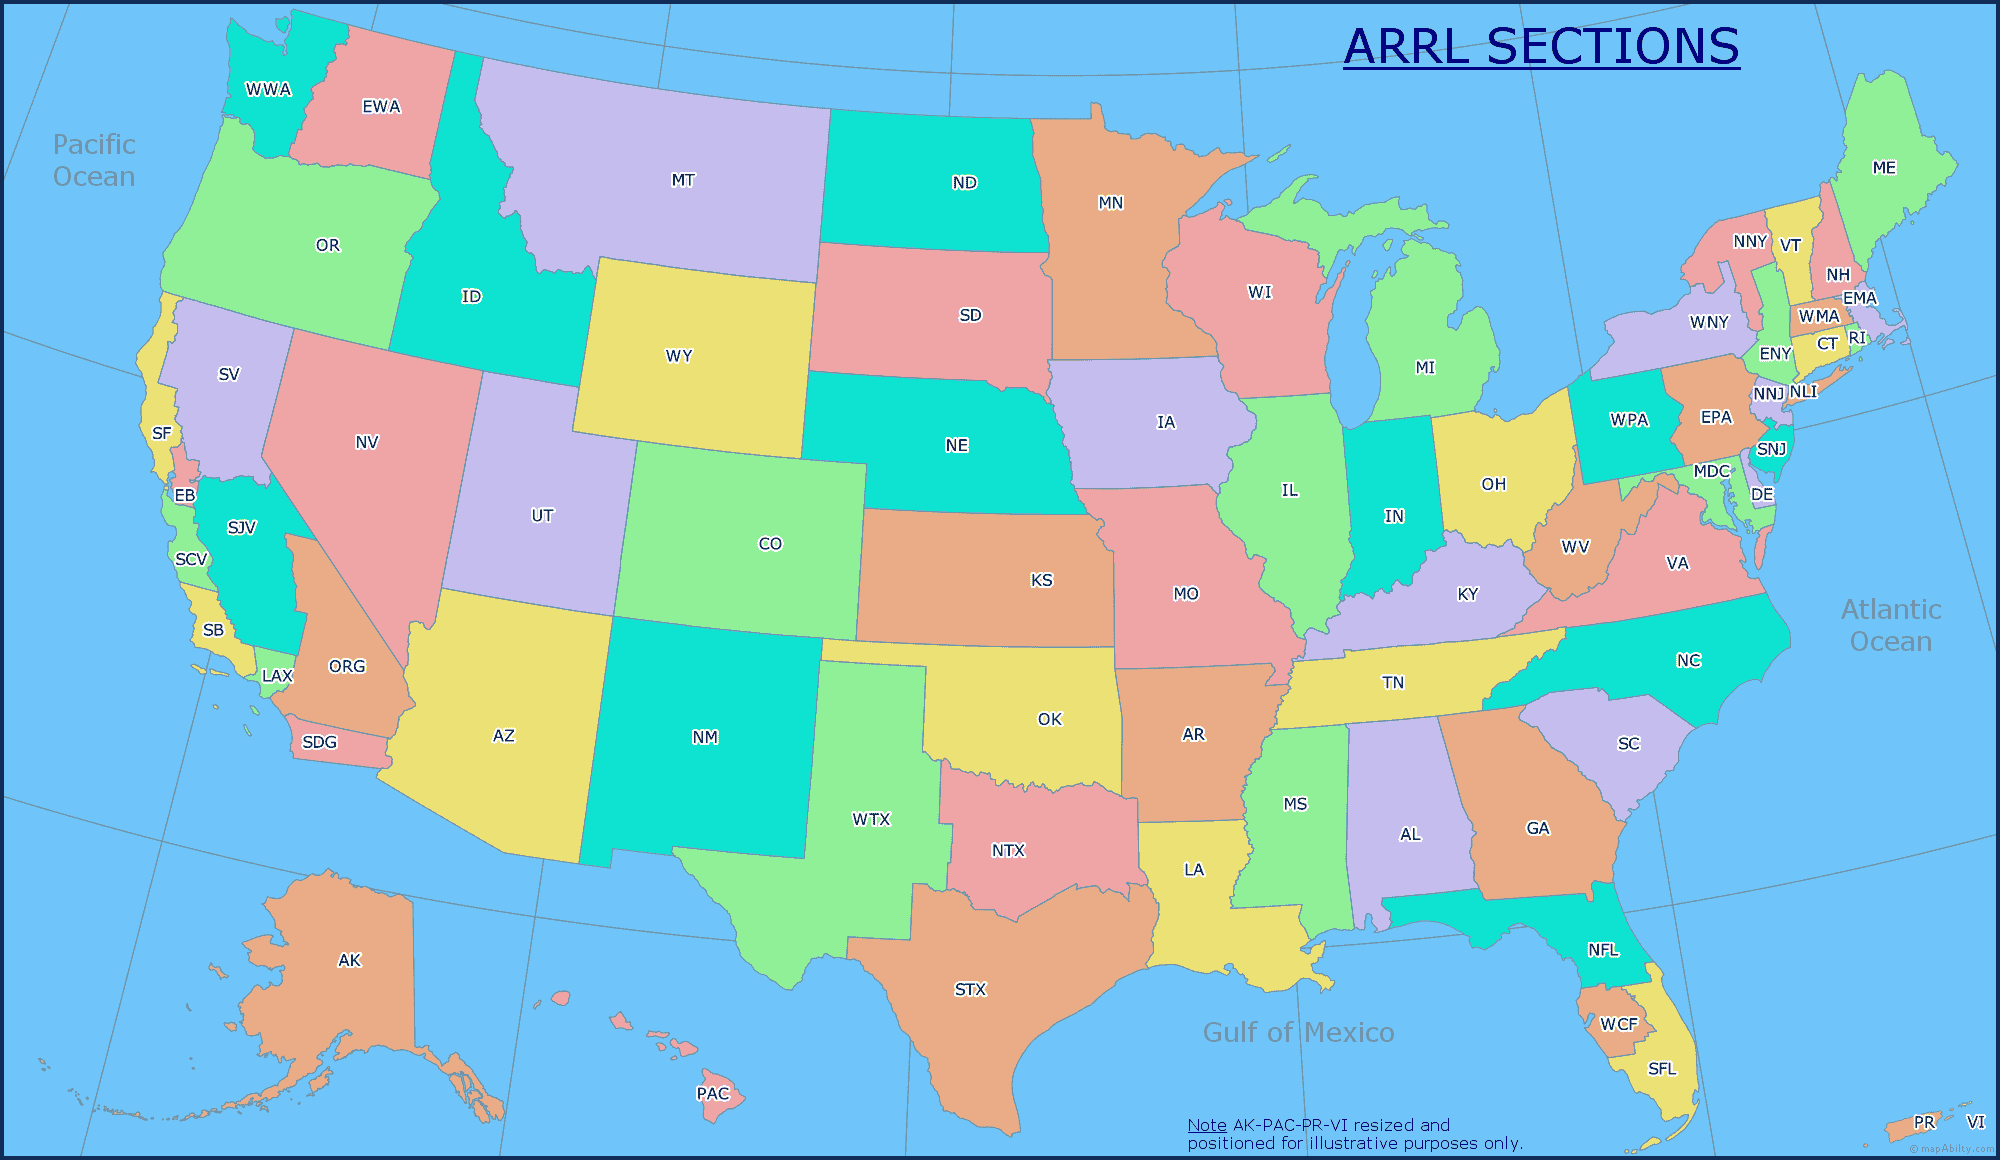 ARRL SECTIONS
WWA
EWA
Pacific
Ocean
MT
ND
MN
ME
OR
NNY
VT
ID
WI
NH
EMA
SD
WNY
WMA
RI
CT
WY
ENY
SV
MI
NNJ
NLI
WPA
EPA
SF
NV
NE
IA
SNJ
MDC
EB
IL
OH
DE
SJV
UT
IN
SCV
CO
WV
VA
KS
MO
KY
Atlantic
Ocean
SB
ORG
LAX
NC
TN
SDG
AZ
NM
OK
AR
SC
WTX
MS
NTX
AL
GA
LA
AK
NFL
STX
Gulf of Mexico
WCF
SFL
PAC
Note AK-PAC-PR-VI resized and
positioned for illustrative purposes only.
PR
VI
© mapAbility.com